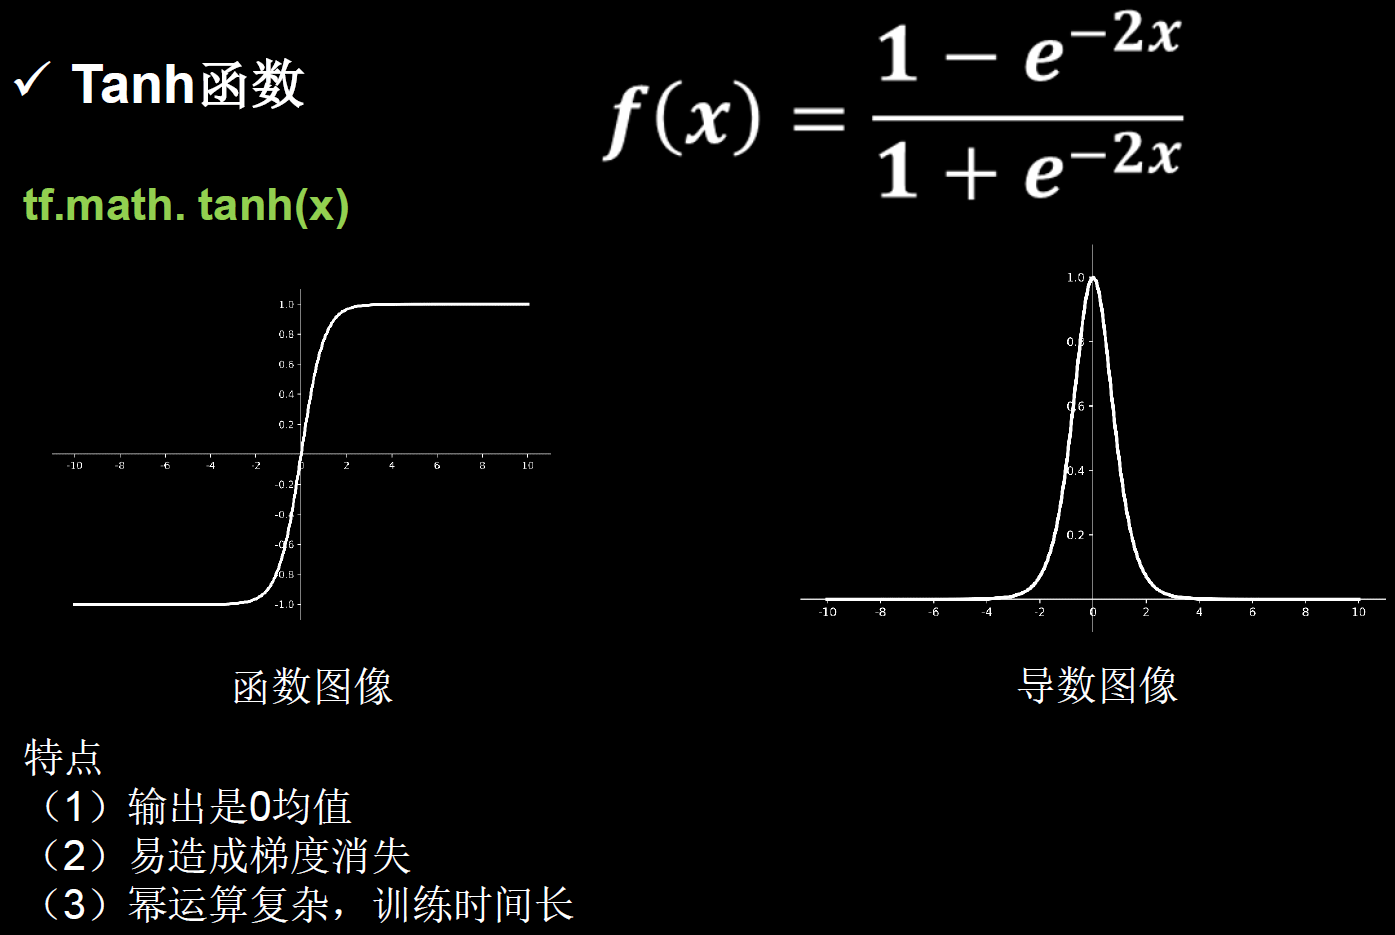 ✓ Tanh函数
f(x) = (1 − e^{−2x}) / (1 + e^{−2x})
tf.math. tanh(x)
1.0
0.8
0.6
0.4
0.2
-10 -8 -6 -4 -2 0 2 4 6 8 10
-0.2
-0.4
-0.6
-0.8
-1.0
函数图像
1.0
0.8
0.6
0.4
0.2
-10 -8 -6 -4 -2 0 2 4 6 8 10
导数图像
特点
（1）输出是0均值
（2）易造成梯度消失
（3）幂运算复杂，训练时间长